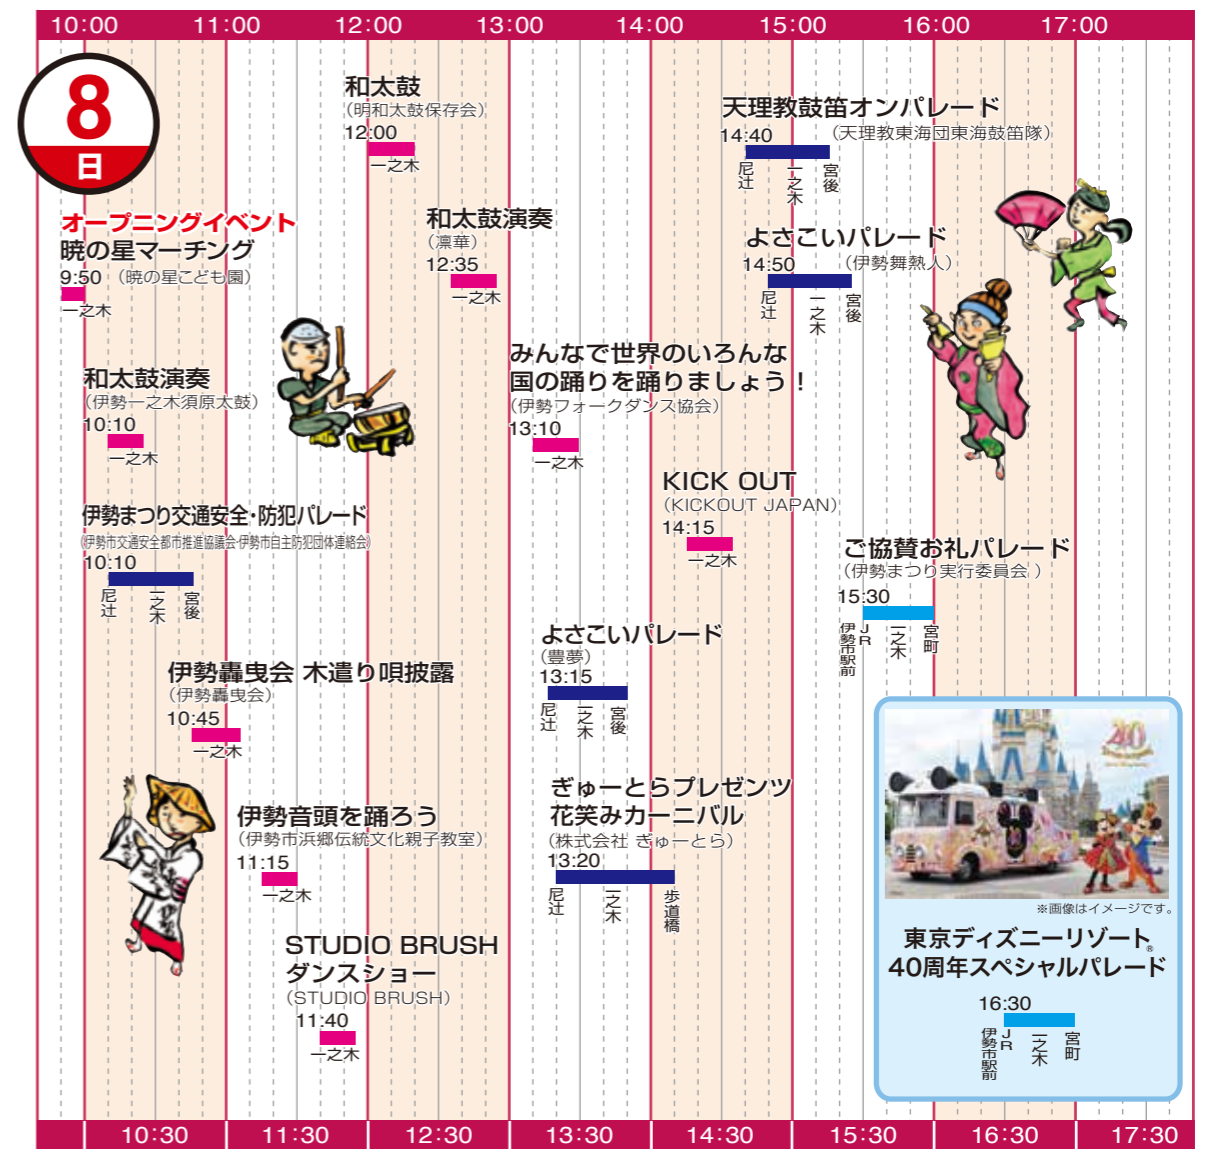 10:00 11:00 12:00 13:00 14:00 15:00 16:00 17:00
8
日
オープニングイベント
暁の星マーチング
9:50 （暁の星こども園）
一之木
和太鼓演奏
（伊勢一之木須原太鼓）
10:10
一之木
伊勢まつり交通安全・防犯パレード
（伊勢市交通安全都市推進協議会・伊勢市自主防犯団体連絡会）
10:10
尼辻 一之木 宮後
伊勢轟曳会 木遣り唄披露
（伊勢轟曳会）
10:45
一之木
伊勢音頭を踊ろう
（伊勢市浜郷伝統文化親子教室）
11:15
一之木
STUDIO BRUSH
ダンスショー
（STUDIO BRUSH）
11:40
一之木
和太鼓
（明和太鼓保存会）
12:00
一之木
和太鼓演奏
（凛華）
12:35
一之木
みんなで世界のいろんな
国の踊りを踊りましょう！
（伊勢フォークダンス協会）
13:10
一之木
よさこいパレード
（豊夢）
13:15
尼辻 一之木 宮後
ぎゅーとらプレゼンツ
花笑みカーニバル
（株式会社 ぎゅーとら）
13:20
尼辻 一之木 歩道橋
KICK OUT
（KICKOUT JAPAN）
14:15
一之木
天理教鼓笛オンパレード
14:40 （天理教東海団東海鼓笛隊）
尼辻 一之木 宮後
よさこいパレード
14:50 （伊勢舞熱人）
尼辻 一之木 宮後
ご協賛お礼パレード
（伊勢まつり実行委員会 ）
15:30
JR伊勢市駅前 一之木 宮町
40
※画像はイメージです。
東京ディズニーリゾート®
40周年スペシャルパレード
16:30
JR伊勢市駅前 一之木 宮町
10:30 11:30 12:30 13:30 14:30 15:30 16:30 17:30